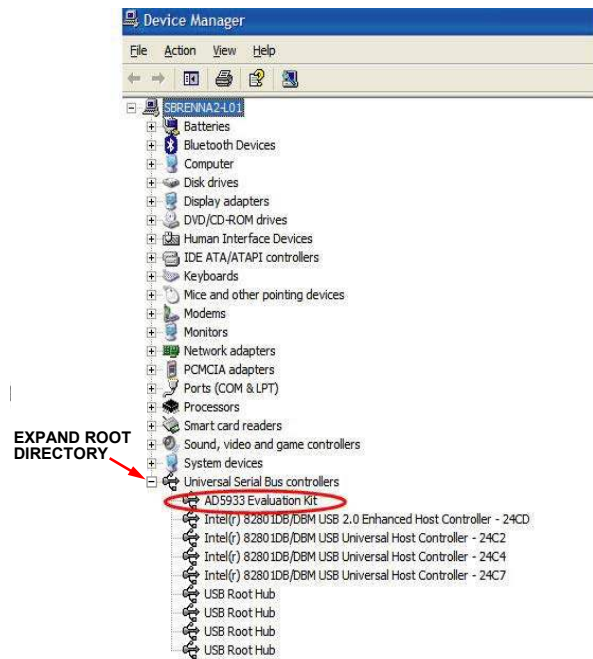 Device Manager
File Action View Help
SBRENNA2-L01
Batteries
Bluetooth Devices
Computer
Disk drives
Display adapters
DVD/CD-ROM drives
Human Interface Devices
IDE ATA/ATAPI controllers
Keyboards
Mice and other pointing devices
Modems
Monitors
Network adapters
PCMCIA adapters
Ports (COM & LPT)
Processors
Smart card readers
Sound, video and game controllers
System devices
EXPAND ROOT
DIRECTORY
Universal Serial Bus controllers
AD5933 Evaluation Kit
Intel(r) 82801DB/DBM USB 2.0 Enhanced Host Controller - 24CD
Intel(r) 82801DB/DBM USB Universal Host Controller - 24C2
Intel(r) 82801DB/DBM USB Universal Host Controller - 24C4
Intel(r) 82801DB/DBM USB Universal Host Controller - 24C7
USB Root Hub
USB Root Hub
USB Root Hub
USB Root Hub